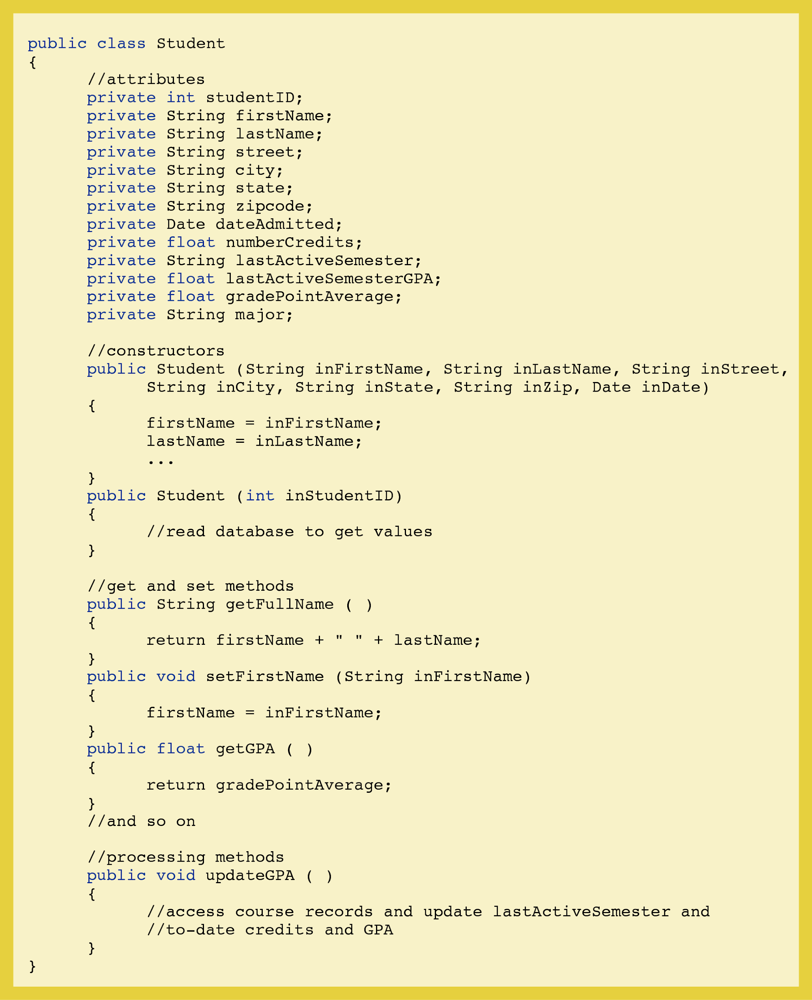 public class Student
{
//attributes
private int studentID;
private String firstName;
private String lastName;
private String street;
private String city;
private String state;
private String zipcode;
private Date dateAdmitted;
private float numberCredits;
private String lastActiveSemester;
private float lastActiveSemesterGPA;
private float gradePointAverage;
private String major;
//constructors
public Student (String inFirstName, String inLastName, String inStreet,
String inCity, String inState, String inZip, Date inDate)
{
firstName = inFirstName;
lastName = inLastName;
...
}
public Student (int inStudentID)
{
//read database to get values
}
//get and set methods
public String getFullName ( )
{
return firstName + " " + lastName;
}
public void setFirstName (String inFirstName)
{
firstName = inFirstName;
}
public float getGPA ( )
{
return gradePointAverage;
}
//and so on
//processing methods
public void updateGPA ( )
{
//access course records and update lastActiveSemester and
//to-date credits and GPA
}
}